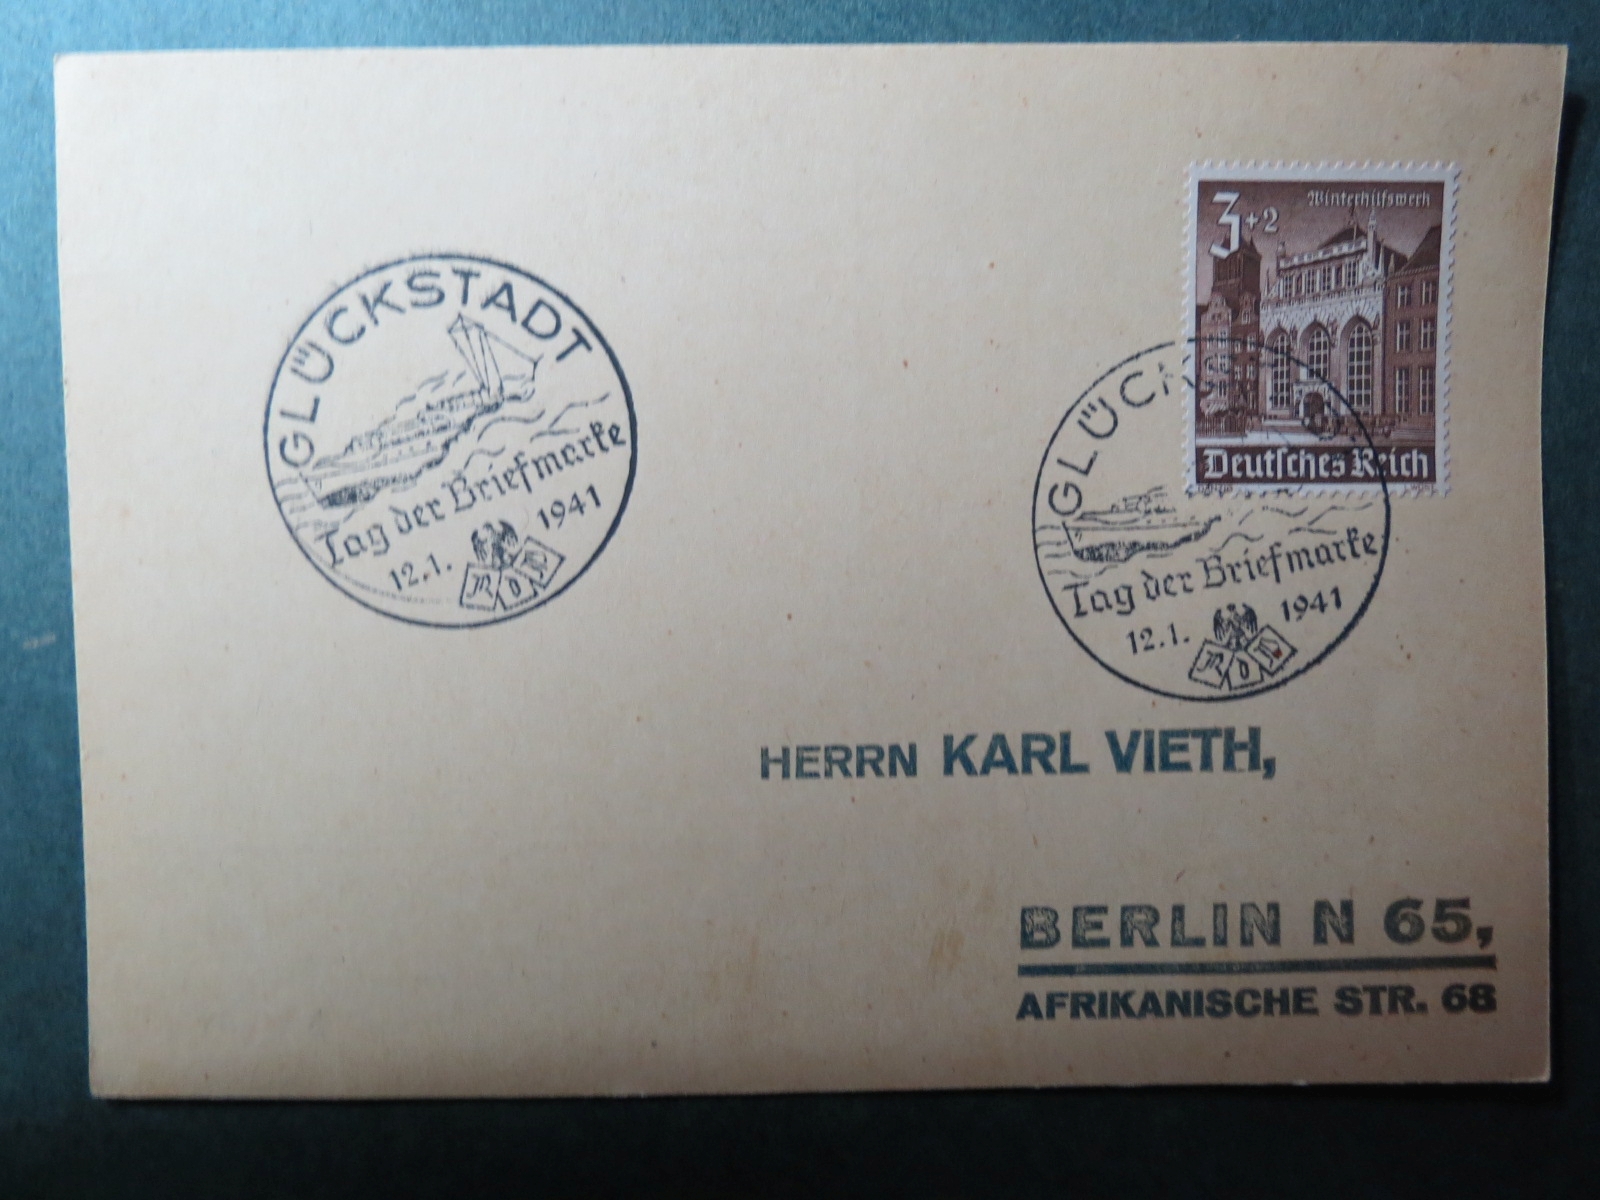 GLÜCKSTADT
Tag der Briefmarke
12.1. 1941
R D P
3+2 Winterhilfswerk
Deutsches Reich
GLÜCKS
Tag der Briefmarke
12.1. 1941
R D P
HERRN KARL VIETH,
BERLIN N 65,
AFRIKANISCHE STR. 68